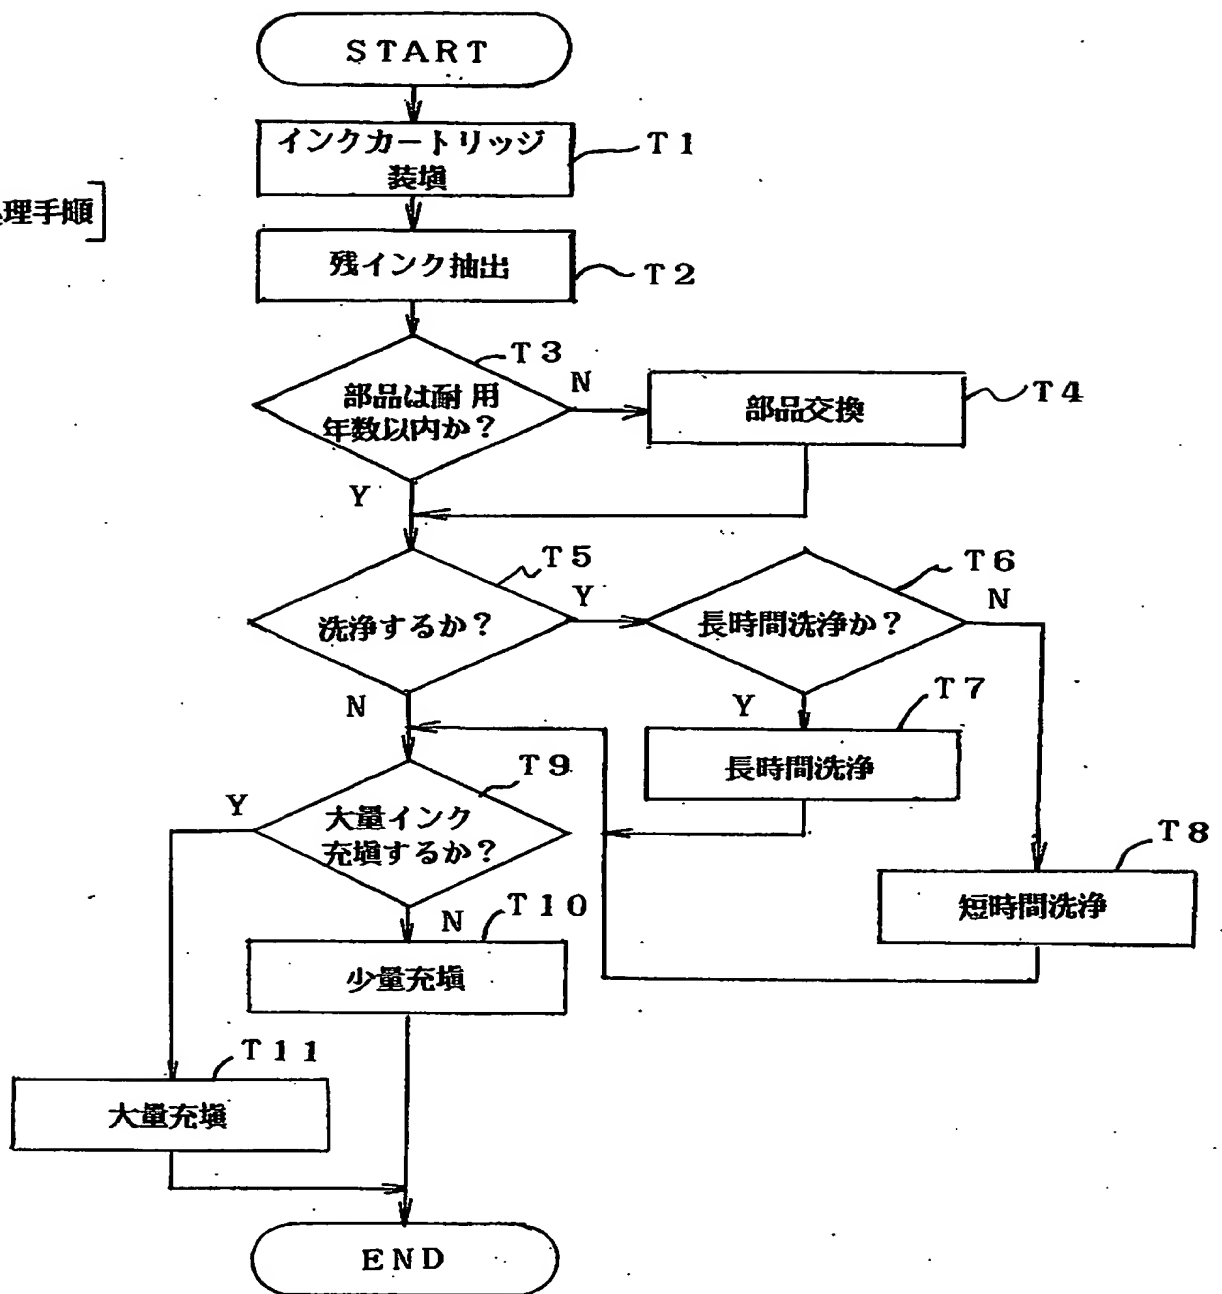 START
インクカートリッジ
装填
T1
理手順]
残インク抽出
T2
T3
部品は耐用
年数以内か?
N
部品交換
T4
Y
T5
洗浄するか?
Y
T6
長時間洗浄か?
N
N
Y
T7
長時間洗浄
T9
Y
大量インク
充填するか?
T8
短時間洗浄
N
T10
少量充填
T11
大量充填
END